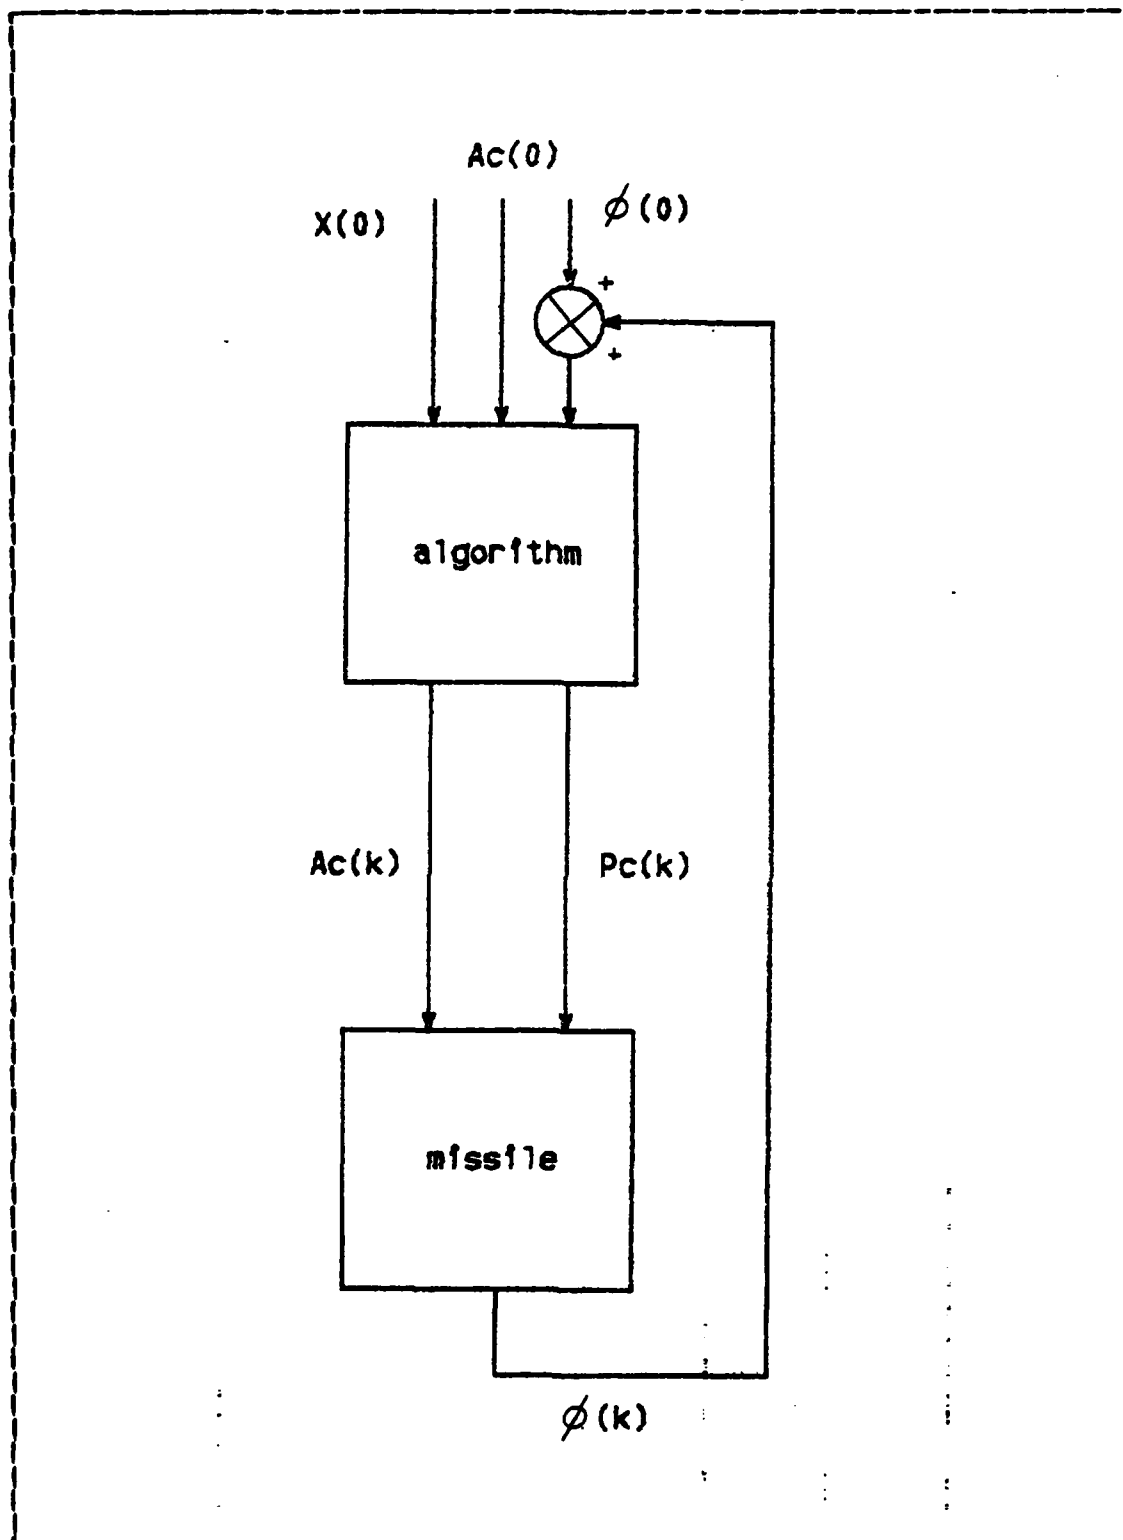 Ac(0)
X(0)
ϕ(0)
+
+
algorithm
Ac(k)
Pc(k)
missile
ϕ(k)